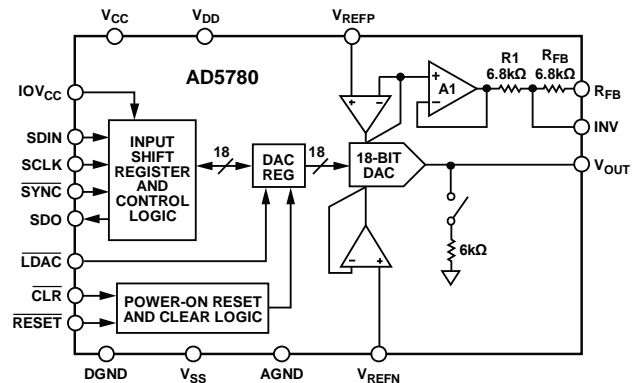 VCC
VDD
VREFP
AD5780
IOVCC
SDIN
SCLK
SYNC
SDO
LDAC
CLR
RESET
INPUT
SHIFT
REGISTER
AND
CONTROL
LOGIC
18
DAC
REG
18
18-BIT
DAC
A1
R1
6.8kΩ
RFB
6.8kΩ
RFB
INV
VOUT
6kΩ
POWER-ON RESET
AND CLEAR LOGIC
DGND
VSS
AGND
VREFN